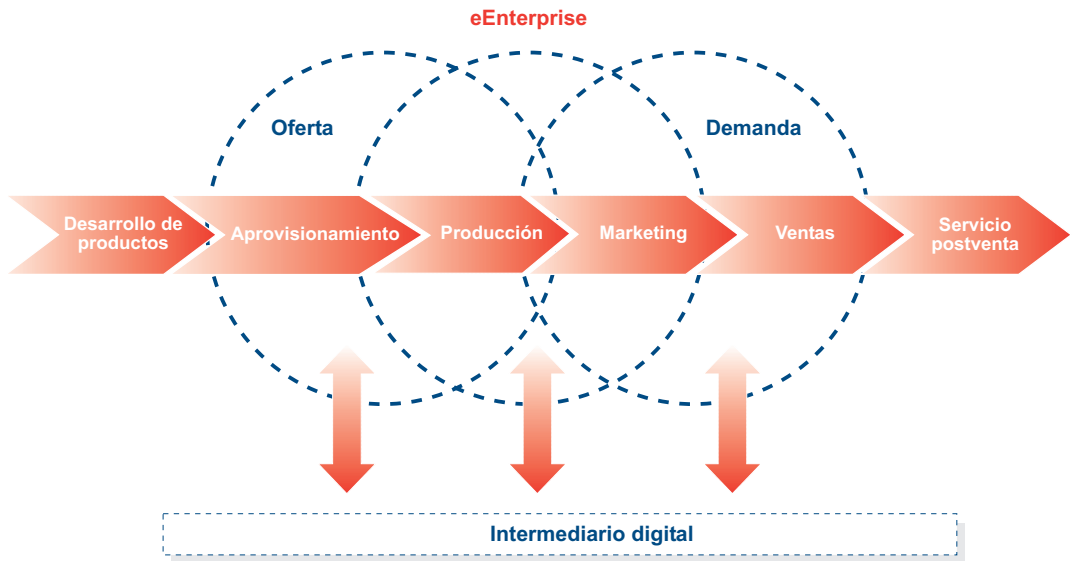 eEnterprise
Oferta
Demanda
Desarrollo de
productos
Aprovisionamiento
Producción
Marketing
Ventas
Servicio
postventa
Intermediario digital